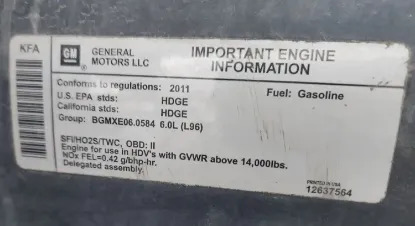 KFA
GM
GENERAL MOTORS LLC
IMPORTANT ENGINE INFORMATION
Conforms to regulations: 2011
Fuel: Gasoline
U.S. EPA stds: HDGE
California stds: HDGE
Group: BGMXE06.0584 6.0L (L96)
SFI/HO2S/TWC, OBD: II
Engine for use in HDV's with GVWR above 14,000lbs.
NOx FEL=0.42 g/bhp-hr.
Delegated assembly.
PRINTED IN USA
12637564